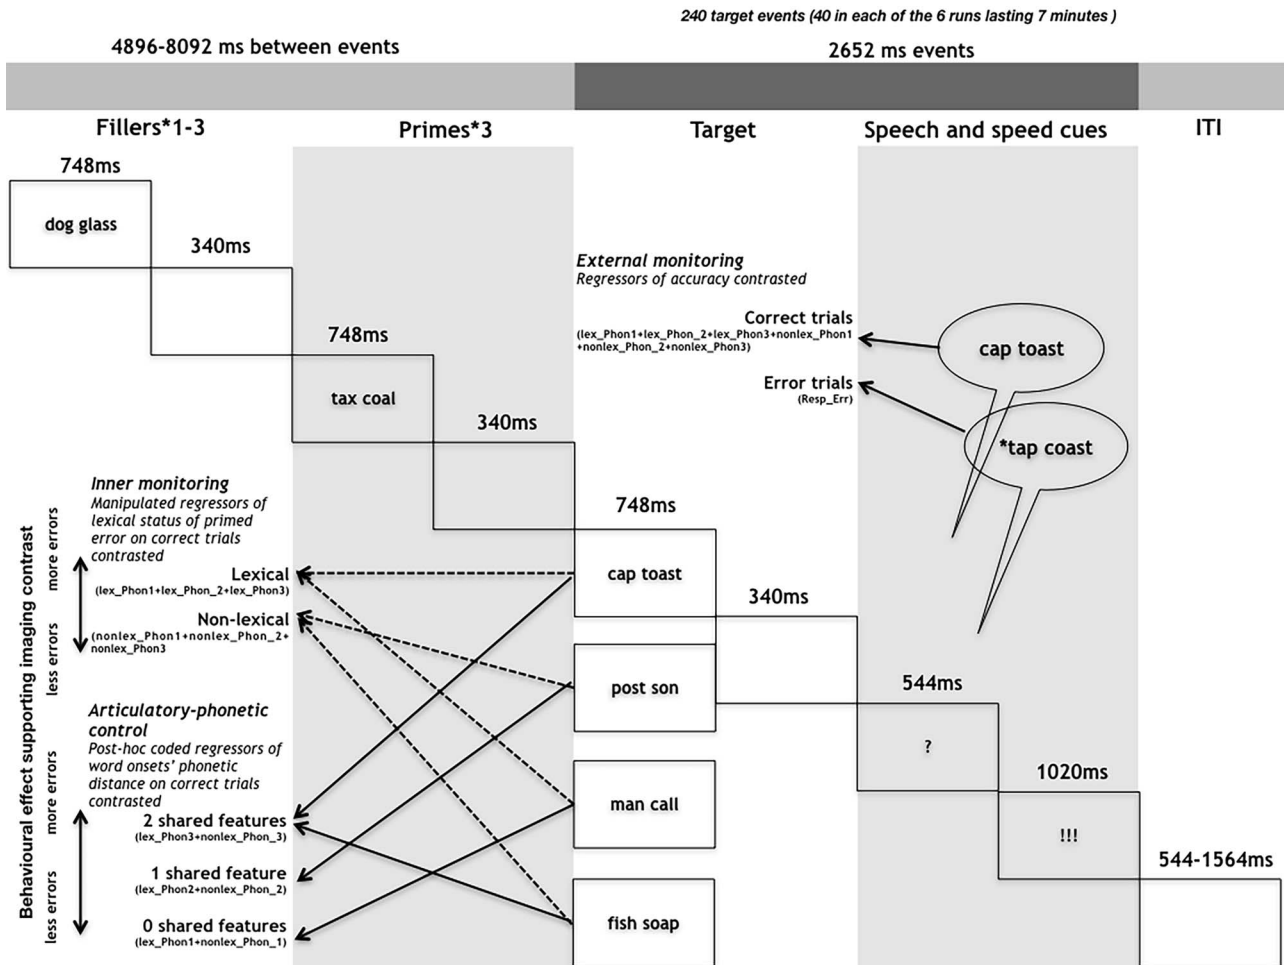 240 target events (40 in each of the 6 runs lasting 7 minutes )
4896-8092 ms between events
2652 ms events
Fillers*1-3
Primes*3
Target
Speech and speed cues
ITI
748ms
dog glass
340ms
748ms
tax coal
340ms
External monitoring
Regressors of accuracy contrasted
Correct trials
(lex_Phon1+lex_Phon_2+lex_Phon3+nonlex_Phon1
+nonlex_Phon_2+nonlex_Phon3)
Error trials
(Resp_Err)
cap toast
*tap coast
Behavioural effect supporting imaging contrast
more errors
less errors
Inner monitoring
Manipulated regressors of
lexical status of primed
error on correct trials
contrasted
Lexical
(lex_Phon1+lex_Phon_2+lex_Phon3)
Non-lexical
(nonlex_Phon1+nonlex_Phon_2+
nonlex_Phon3
more errors
less errors
Articulatory-phonetic
control
Post-hoc coded regressors of
word onsets' phonetic
distance on correct trials
contrasted
2 shared features
(lex_Phon3+nonlex_Phon_3)
1 shared feature
(lex_Phon2+nonlex_Phon_2)
0 shared features
(lex_Phon1+nonlex_Phon_1)
748ms
cap toast
340ms
post son
man call
fish soap
544ms
?
1020ms
!!!
544-1564ms